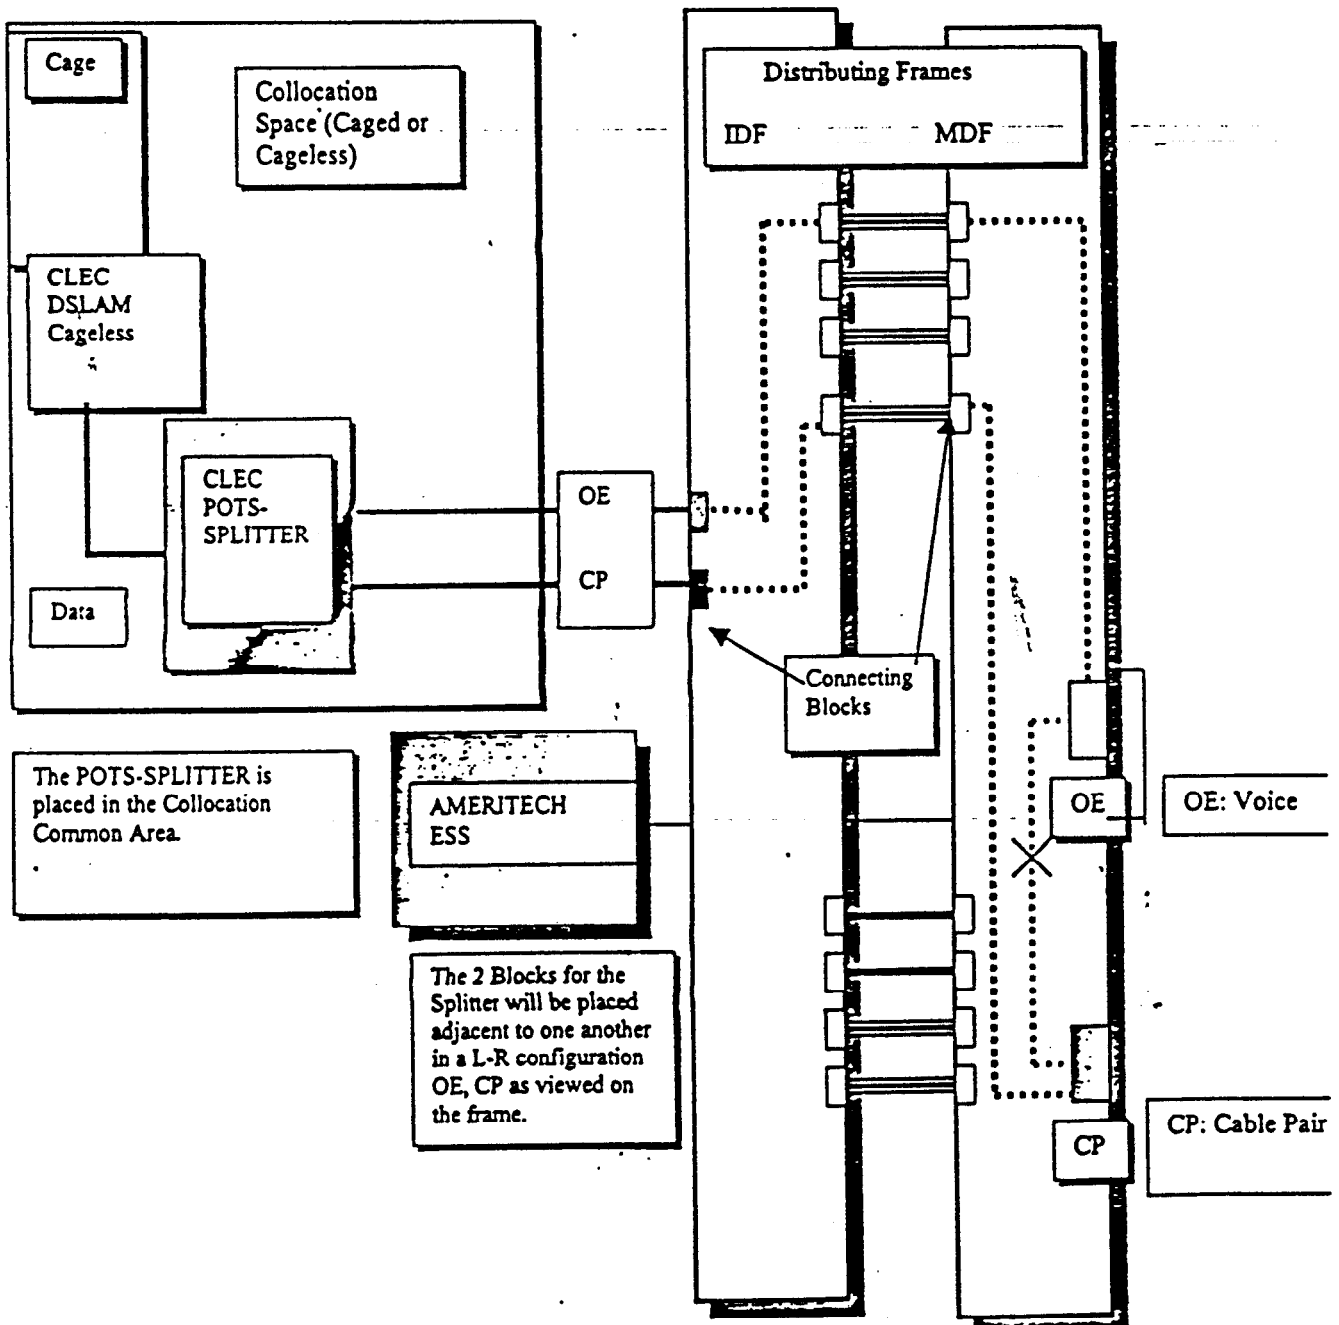 Cage
Collocation
Space (Caged or
Cageless)
Distributing Frames
IDF MDF
CLEC
DSLAM
Cageless
CLEC
POTS-
SPLITTER
OE
CP
Data
Connecting
Blocks
The POTS-SPLITTER is
placed in the Collocation
Common Area.
AMERITECH
ESS
OE
OE: Voice
The 2 Blocks for the
Splitter will be placed
adjacent to one another
in a L-R configuration
OE, CP as viewed on
the frame.
CP
CP: Cable Pair